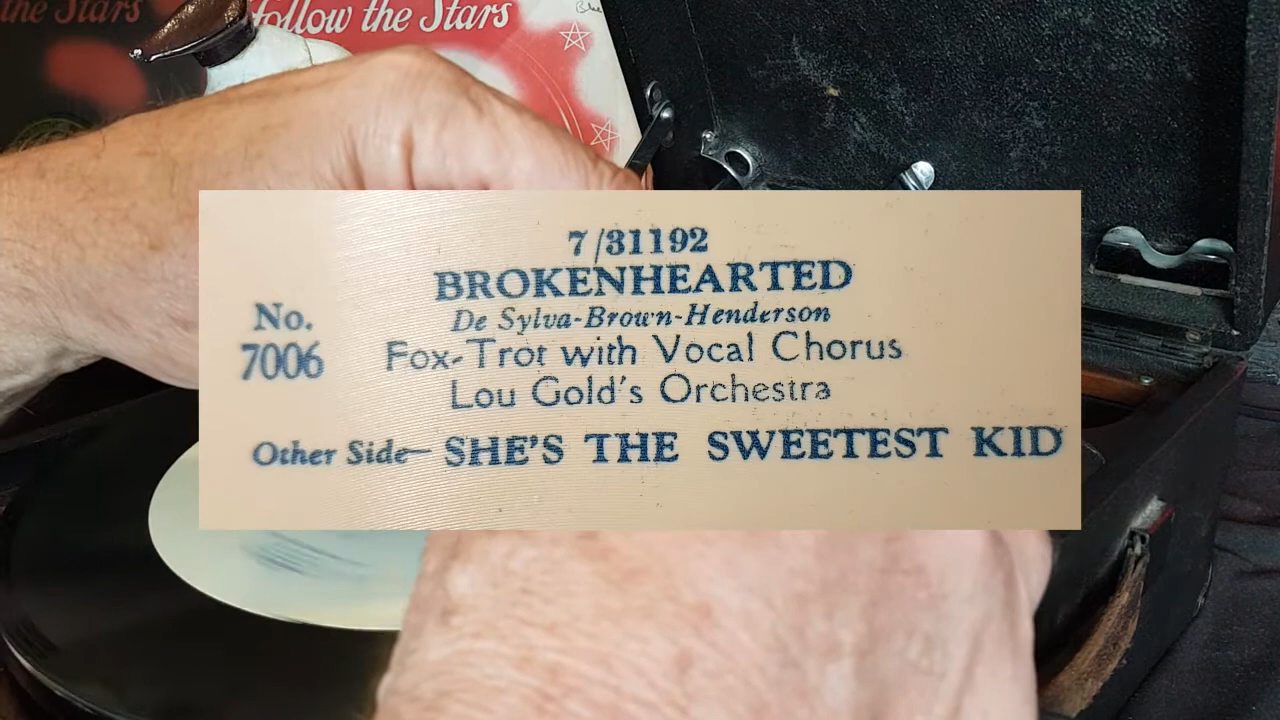 the Stars
follow the Stars
Blue
7/31192
BROKENHEARTED
De Sylva-Brown-Henderson
No.
7006
Fox-Trot with Vocal Chorus
Lou Gold's Orchestra
Other Side— SHE'S THE SWEETEST KID